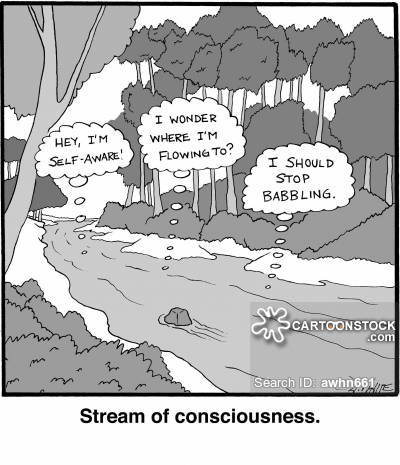 HEY, I'M
SELF-AWARE!
I WONDER
WHERE I'M
FLOWING TO?
I SHOULD
STOP
BABBLING.
CARTOONSTOCK
.com
Search ID: awhn661
Stream of consciousness.